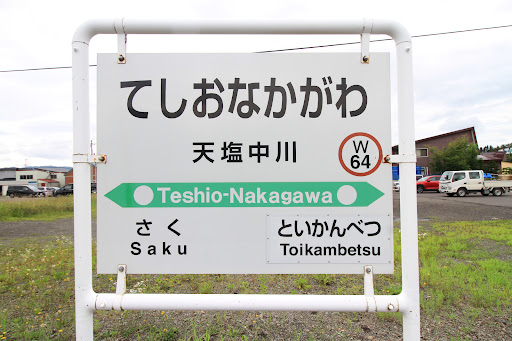 てしおなかがわ
天塩中川
W
64
Teshio-Nakagawa
さく
Saku
といかんべつ
Toikambetsu